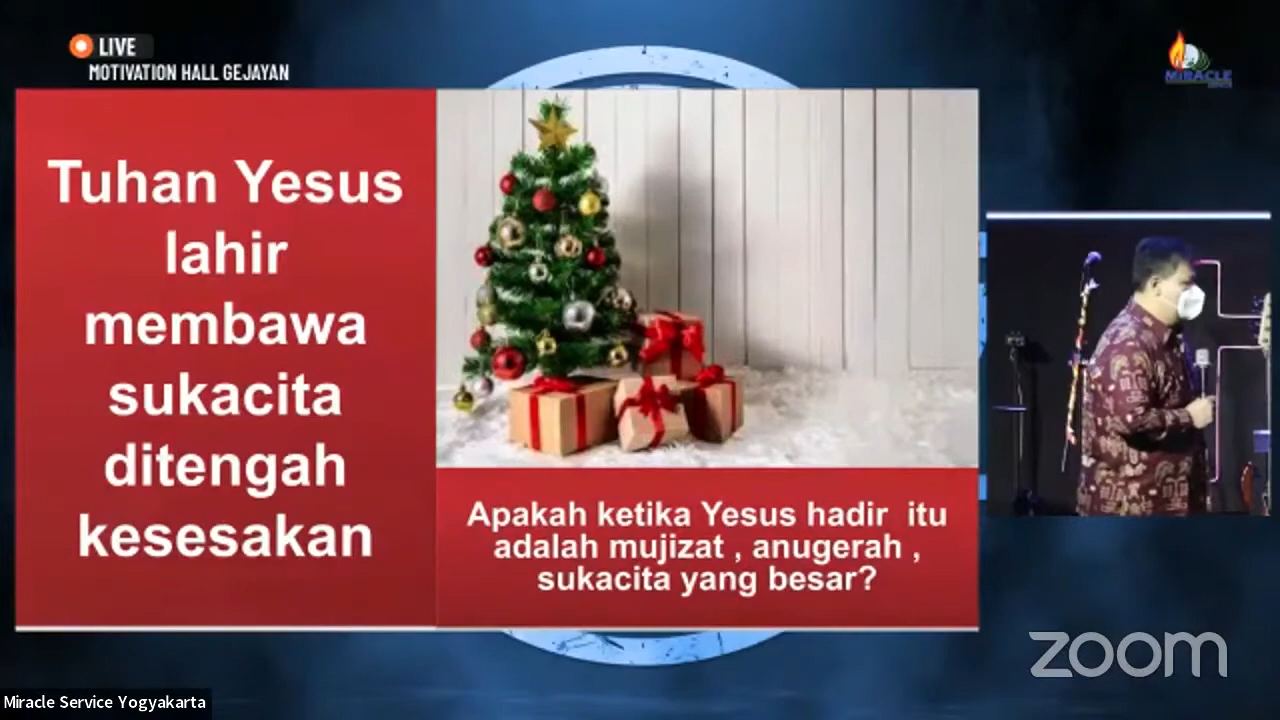 LIVE
MOTIVATION HALL GEJAYAN
MIRACLE
Tuhan Yesus
lahir
membawa
sukacita
ditengah
kesesakan
Apakah ketika Yesus hadir itu
adalah mujizat , anugerah ,
sukacita yang besar?
zoom
Miracle Service Yogyakarta